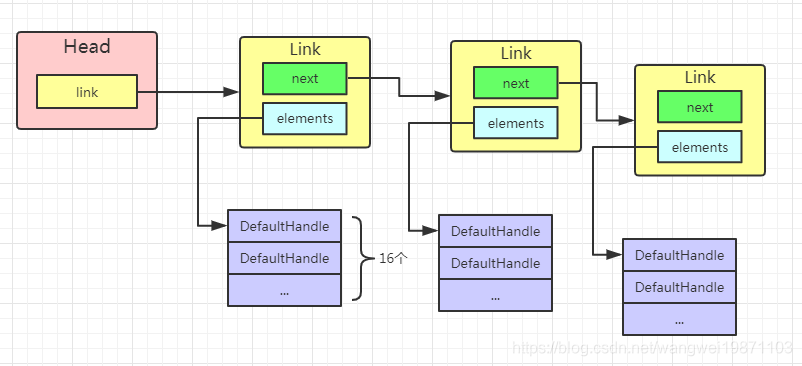 Head
link
Link
next
elements
DefaultHandle
DefaultHandle
...
16个
Link
next
elements
DefaultHandle
DefaultHandle
...
Link
next
elements
DefaultHandle
DefaultHandle
...
https://blog.csdn.net/wangwei19871103